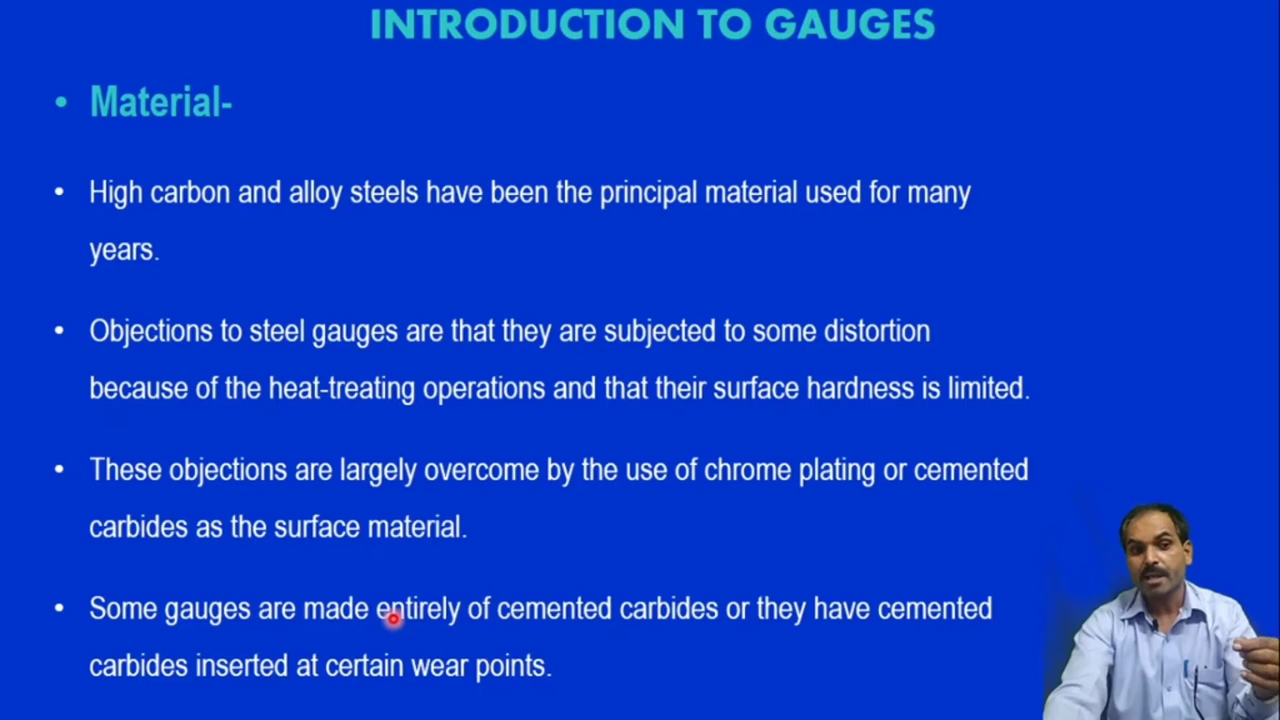 INTRODUCTION TO GAUGES
• Material-
• High carbon and alloy steels have been the principal material used for many
years.
• Objections to steel gauges are that they are subjected to some distortion
because of the heat-treating operations and that their surface hardness is limited.
• These objections are largely overcome by the use of chrome plating or cemented
carbides as the surface material.
• Some gauges are made entirely of cemented carbides or they have cemented
carbides inserted at certain wear points.